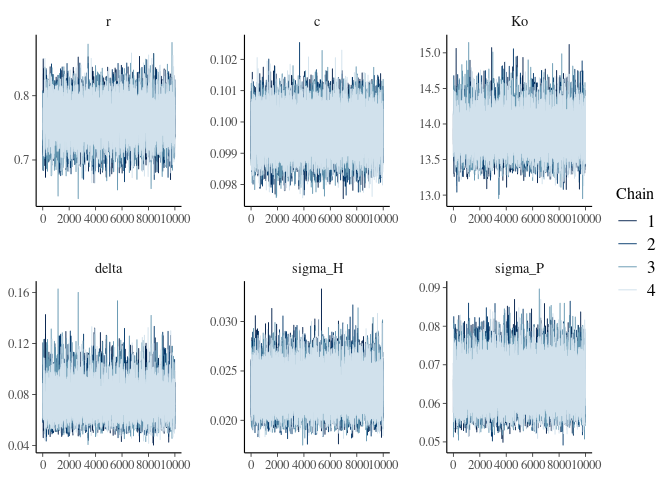 r
c
Ko
0.8
0.7
0 2000 4000 6000 8000 10000
0.102
0.101
0.100
0.099
0.098
0 2000 4000 6000 8000 10000
15.0
14.5
14.0
13.5
13.0
0 2000 4000 6000 8000 10000
delta
sigma_H
sigma_P
0.16
0.12
0.08
0.04
0 2000 4000 6000 8000 10000
0.030
0.025
0.020
0 2000 4000 6000 8000 10000
0.09
0.08
0.07
0.06
0.05
0 2000 4000 6000 8000 10000
Chain
1
2
3
4